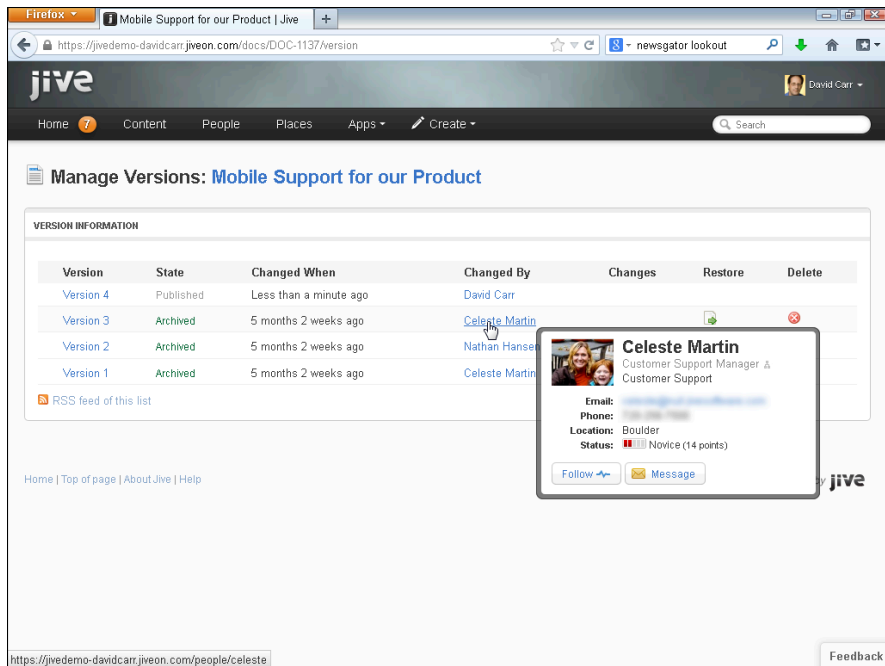 Firefox
Mobile Support for our Product | Jive
https://jivedemo-davidcarr.jiveon.com/docs/DOC-1137/version
newsgator lookout
jive
David Carr
Home 7 Content People Places Apps Create
Search
Manage Versions: Mobile Support for our Product
VERSION INFORMATION
Version State Changed When Changed By Changes Restore Delete
Version 4 Published Less than a minute ago David Carr
Version 3 Archived 5 months 2 weeks ago Celeste Martin
Version 2 Archived 5 months 2 weeks ago Nathan Hansen
Version 1 Archived 5 months 2 weeks ago Celeste Martin
RSS feed of this list
Celeste Martin
Customer Support Manager
Customer Support
Email:
Phone:
Location: Boulder
Status: Novice (14 points)
Follow Message
Home | Top of page | About Jive | Help
jive
https://jivedemo-davidcarr.jiveon.com/people/celeste
Feedback